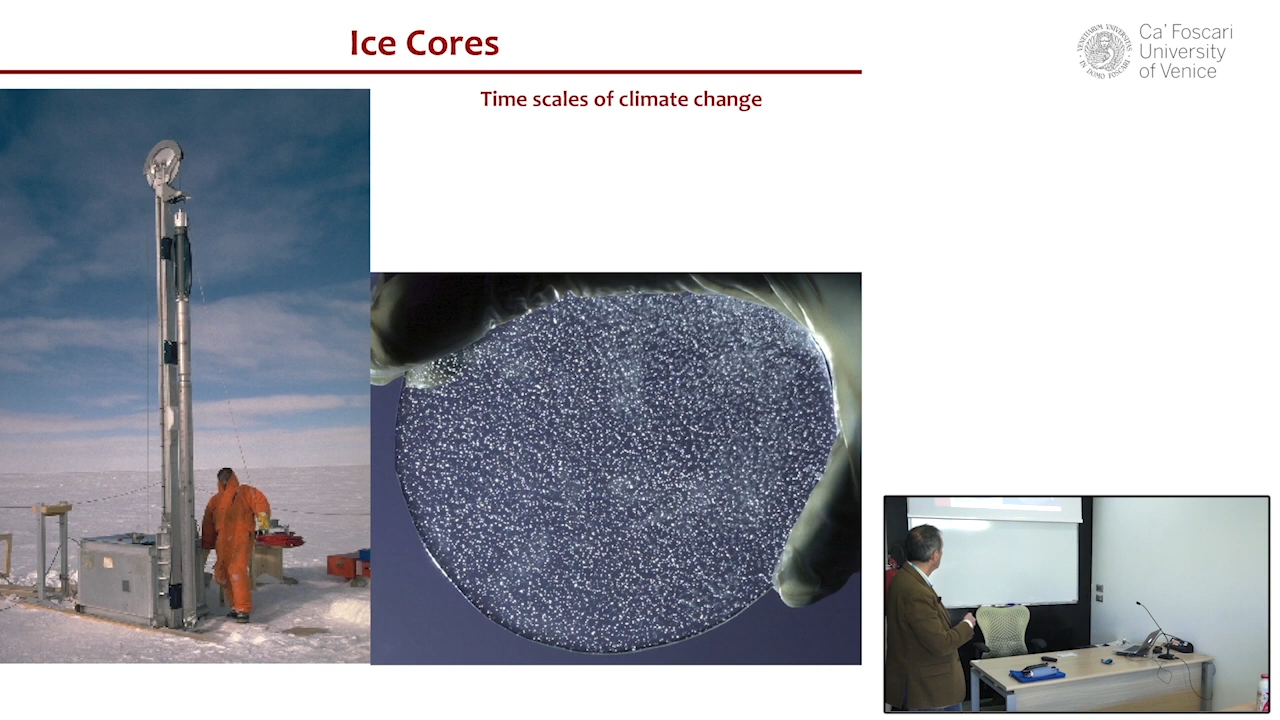 Ice Cores
Ca' Foscari
University
of Venice
Time scales of climate change